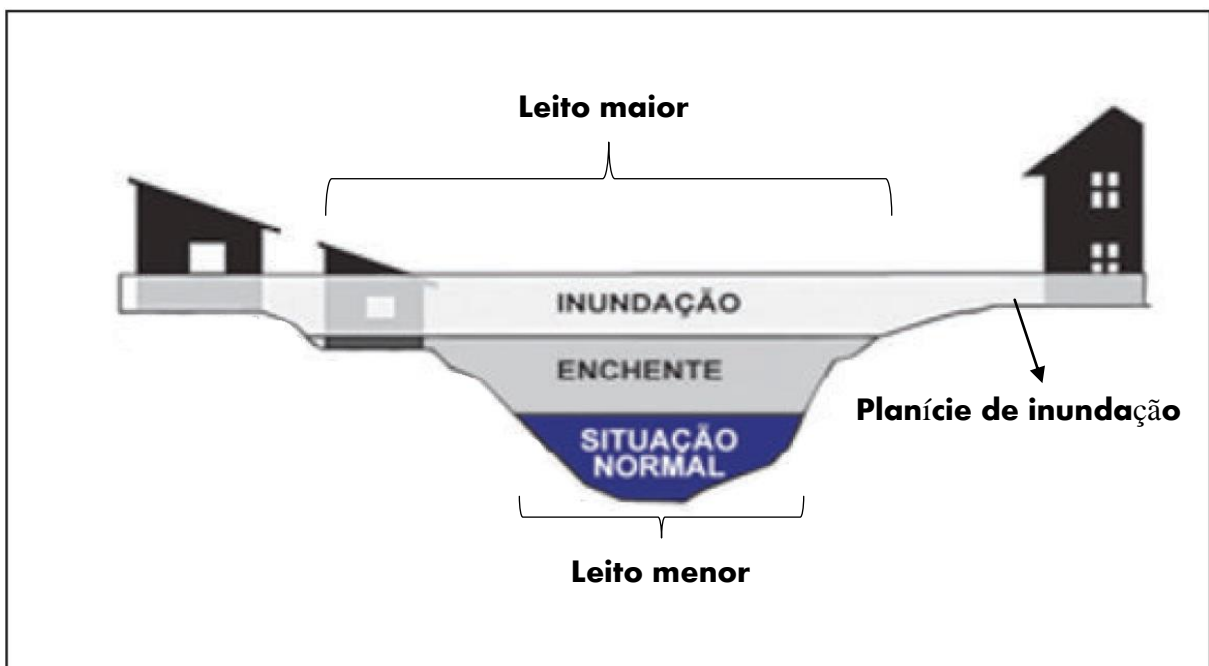 Leito maior
INUNDAÇÃO
ENCHENTE
Planície de inundação
SITUAÇÃO
NORMAL
Leito menor